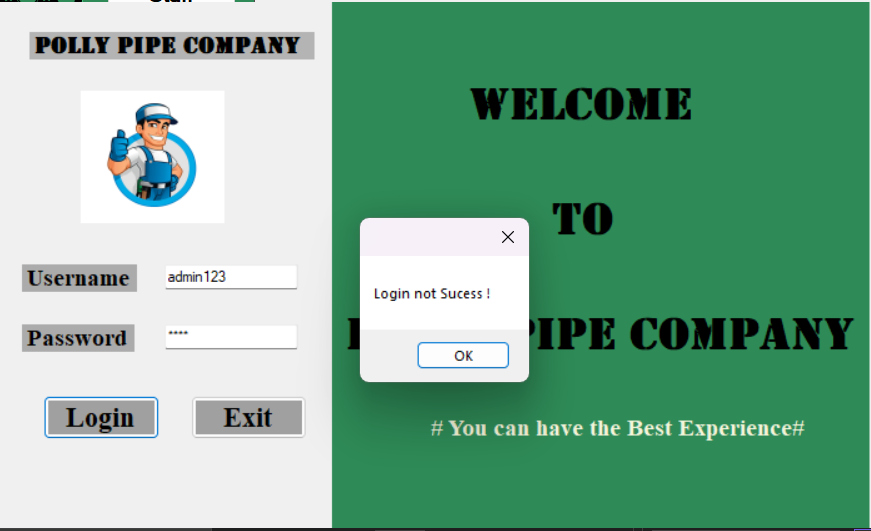 POLLY PIPE COMPANY
Username
admin123
Password
****
Login
Exit
WELCOME
TO
PIPE COMPANY
# You can have the Best Experience#
Login not Sucess !
OK